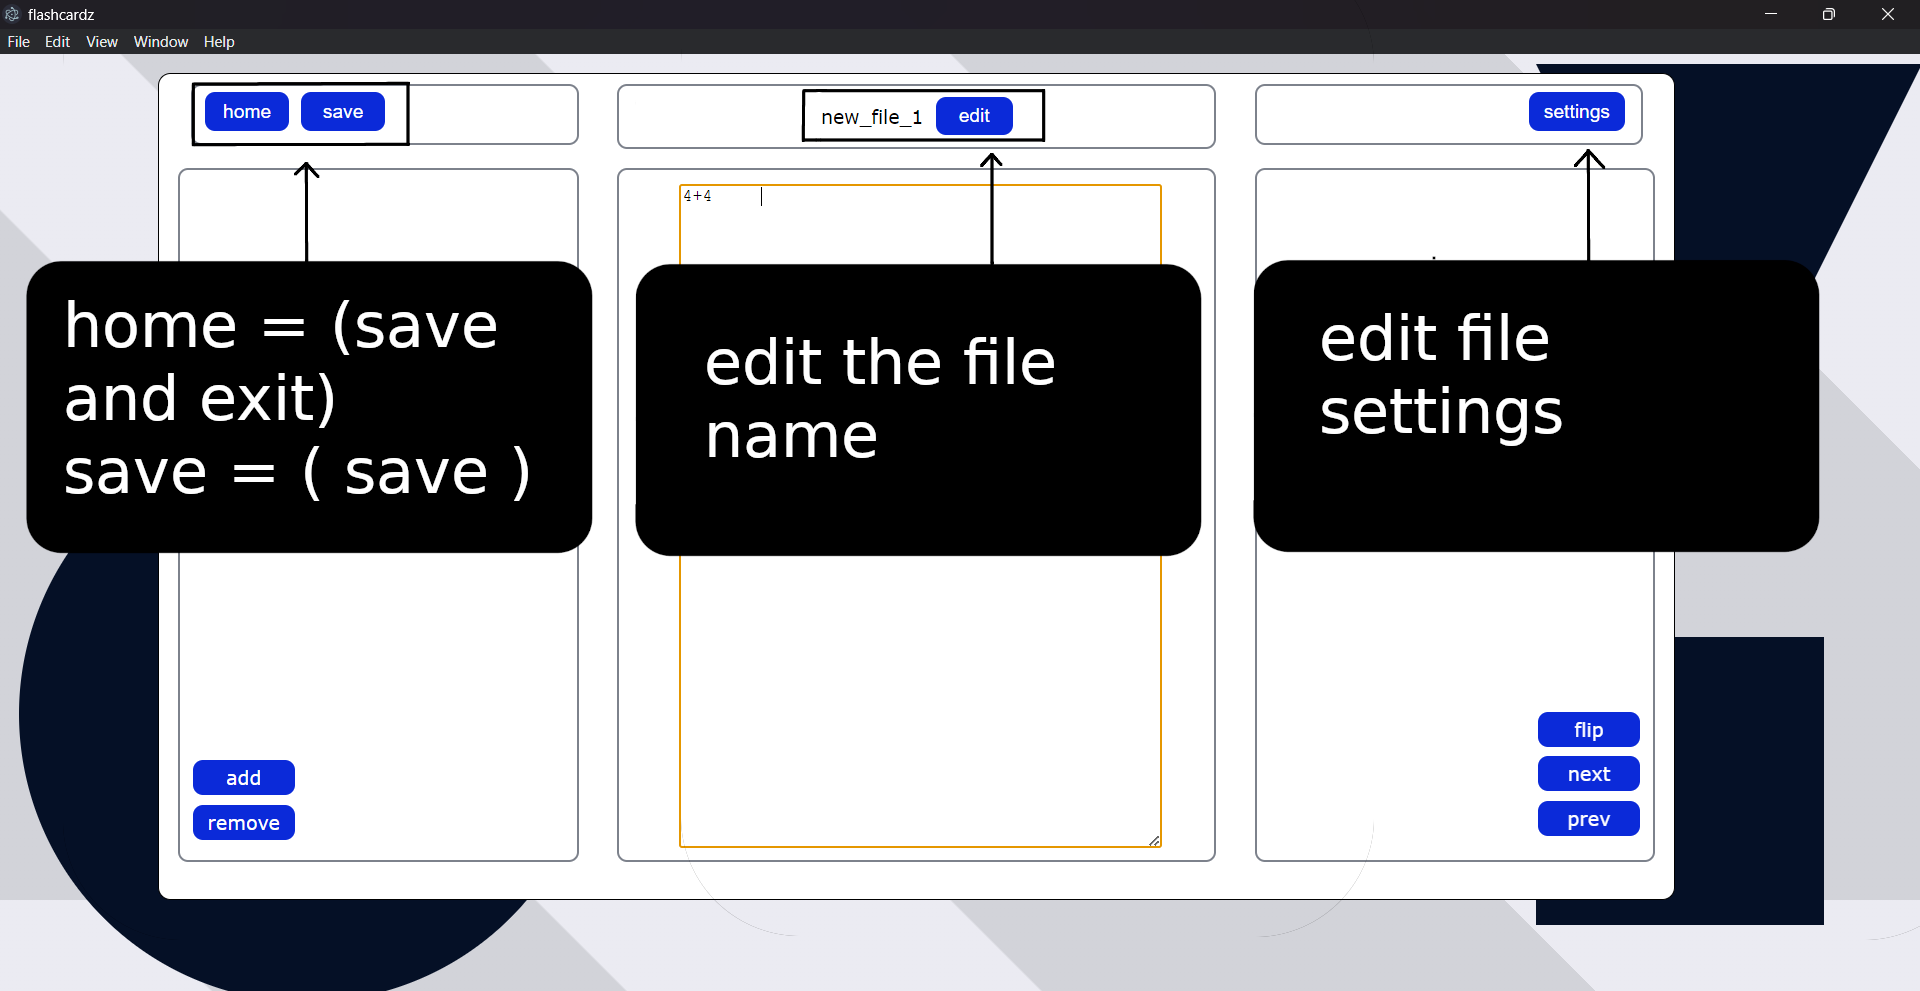 flashcardz
File Edit View Window Help
home save
new_file_1 edit
settings
4+4
home = (save
and exit)
save = ( save )
edit the file
name
edit file
settings
add
remove
flip
next
prev